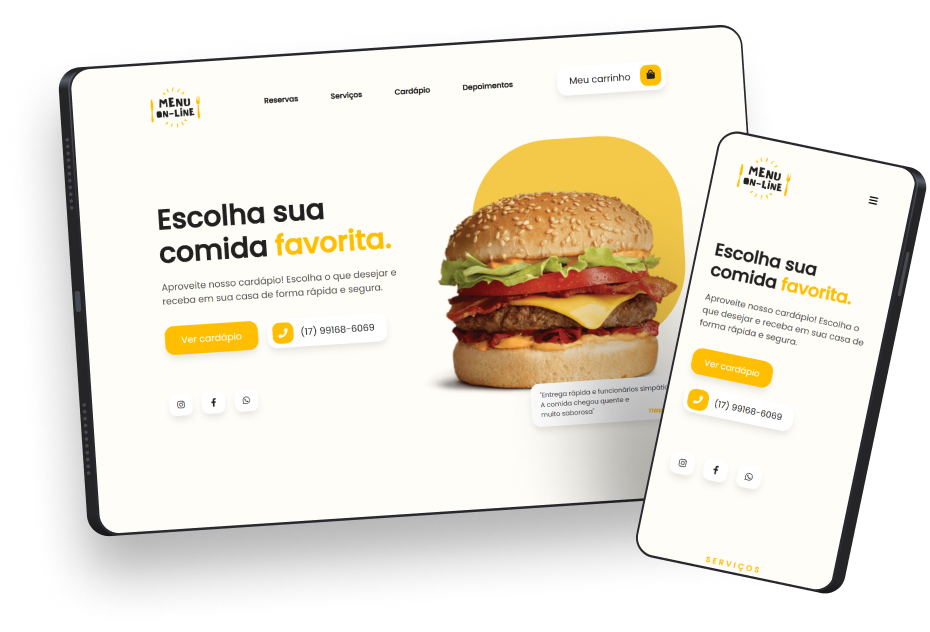 MENU
ON-LINE
Reservas
Serviços
Cardápio
Depoimentos
Meu carrinho
Escolha sua
comida favorita.
Aproveite nosso cardápio! Escolha o que desejar e
receba em sua casa de forma rápida e segura.
Ver cardápio
(17) 99168-6069
"Entrega rápida e funcionários
A comida chegou quente e
muito saborosa"
MENU
ON-LINE
Escolha sua
comida favorita.
Aproveite nosso cardápio! Escolha o
que desejar e receba em sua casa de
forma rápida e segura.
Ver cardápio
(17) 99168-6069
SERVIÇOS